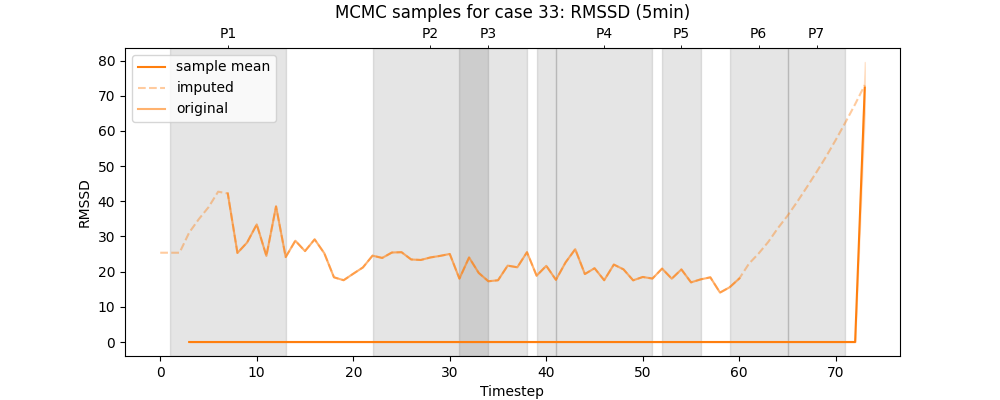 MCMC samples for case 33: RMSSD (5min)
P1 P2 P3 P4 P5 P6 P7
sample mean
imputed
original
80
70
60
50
40
30
20
10
0
RMSSD
0 10 20 30 40 50 60 70
Timestep